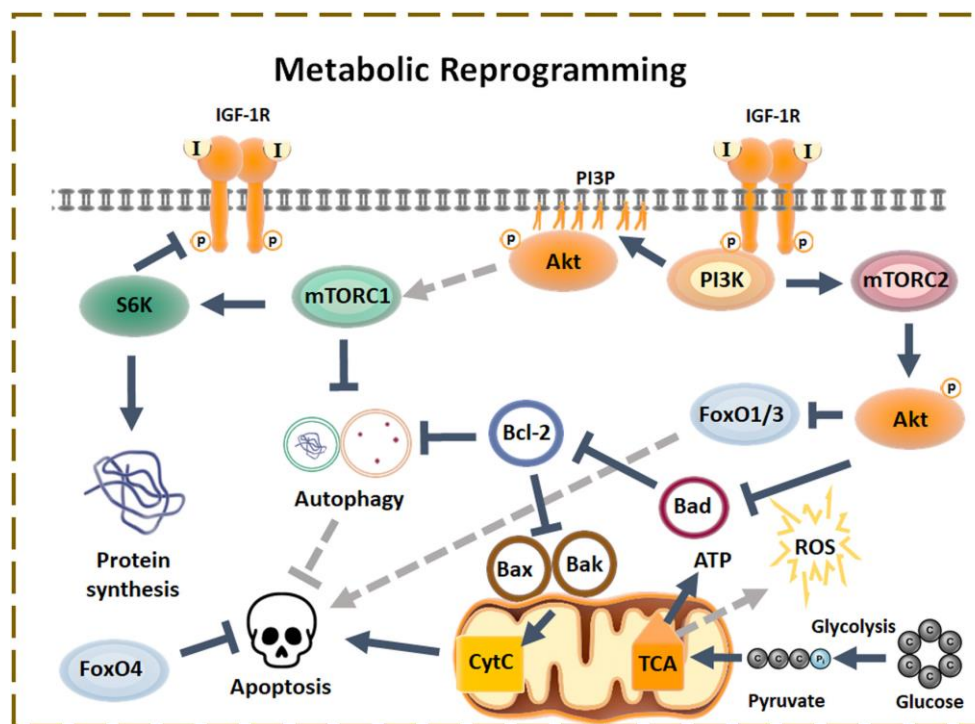 Metabolic Reprogramming
IGF-1R
IGF-1R
I
I
I
I
PI3P
P
P
P
P
P
Akt
PI3K
mTORC2
S6K
mTORC1
P
FoxO1/3
Akt
Bcl-2
Autophagy
Bad
ROS
Protein
synthesis
ATP
Bax
Bak
Glycolysis
C
C
C
C
C
C
CytC
TCA
C
C
C
Pi
FoxO4
Apoptosis
Pyruvate
Glucose